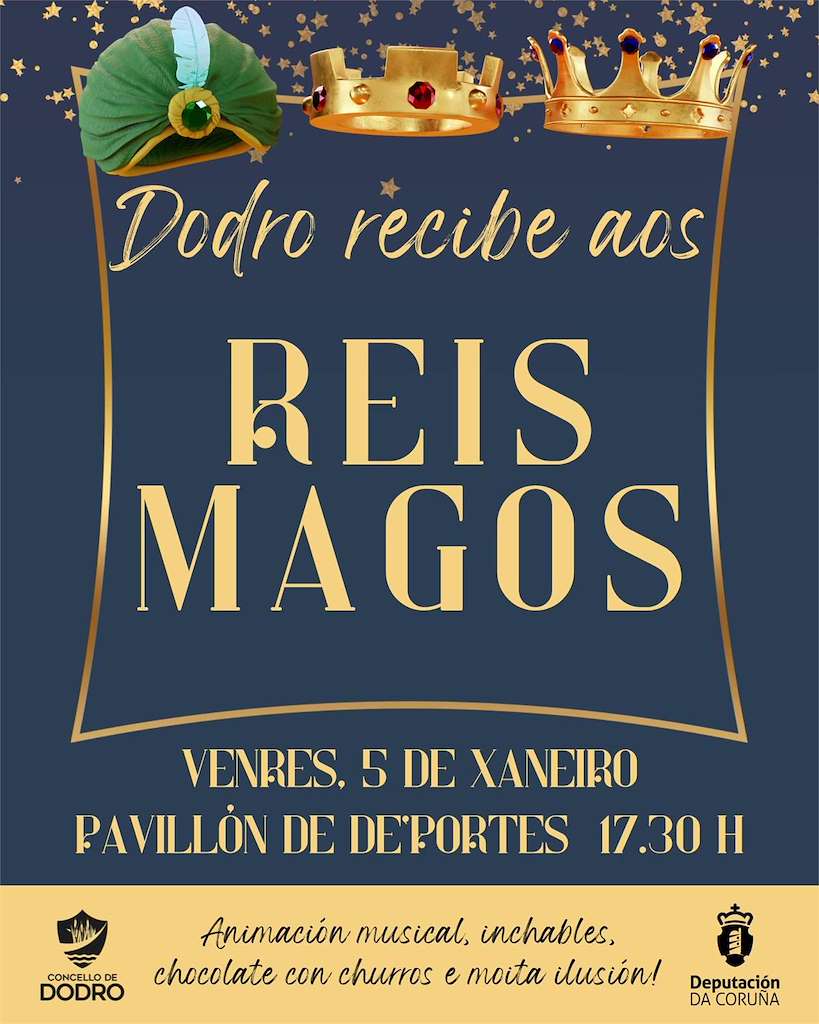 Dodro recibe aos
REIS
MAGOS
VENRES, 5 DE XANEIRO
PAVILLÓN DE DEPORTES 17.30 H
Animación musical, inchables,
chocolate con churros e moita ilusión!
CONCELLO DE
DODRO
Deputación
DA CORUÑA